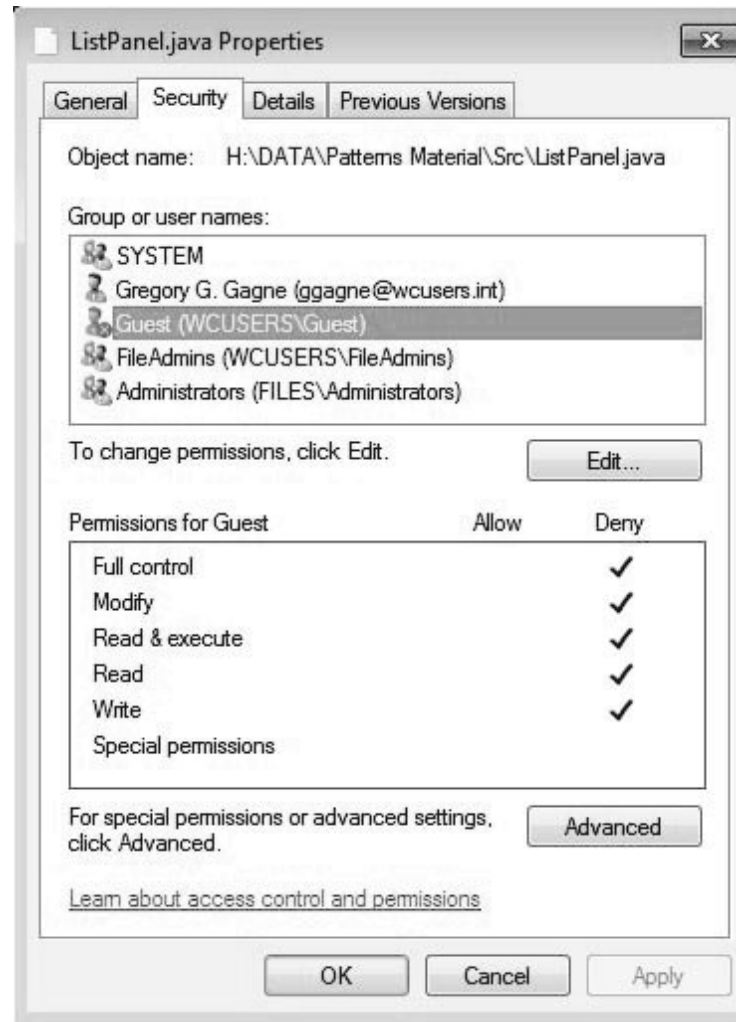 ListPanel.java Properties
General Security Details Previous Versions
Object name: H:\DATA\Patterns Material\Src\ListPanel.java
Group or user names:
SYSTEM
Gregory G. Gagne (ggagne@wcusers.int)
Guest (WCUSERS\Guest)
FileAdmins (WCUSERS\FileAdmins)
Administrators (FILES\Administrators)
To change permissions, click Edit. Edit...
Permissions for Guest Allow Deny
Full control
Modify
Read & execute
Read
Write
Special permissions
For special permissions or advanced settings,
click Advanced. Advanced
Learn about access control and permissions
OK Cancel Apply